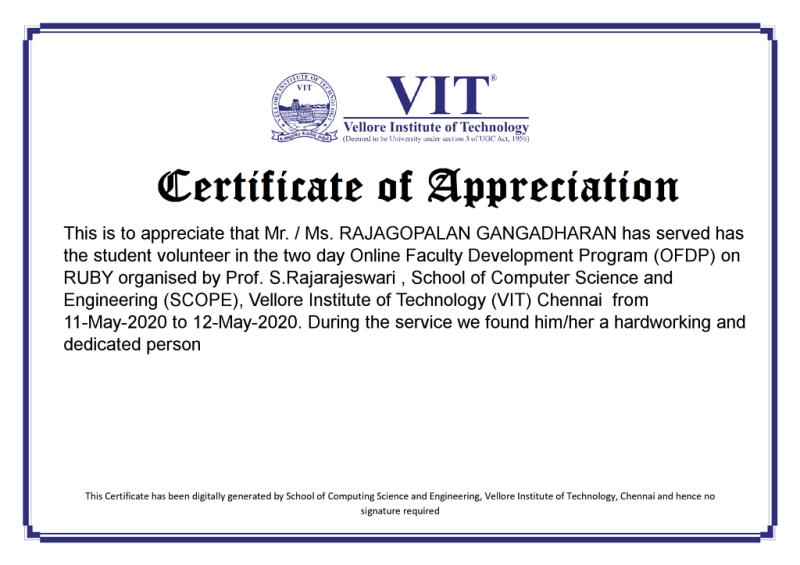 VELLORE INSTITUTE OF TECHNOLOGY
VIT
VIT®
Vellore Institute of Technology
(Deemed to be University under section 3 of UGC Act, 1956)
Certificate of Appreciation
This is to appreciate that Mr. / Ms. RAJAGOPALAN GANGADHARAN has served has
the student volunteer in the two day Online Faculty Development Program (OFDP) on
RUBY organised by Prof. S.Rajarajeswari , School of Computer Science and
Engineering (SCOPE), Vellore Institute of Technology (VIT) Chennai from
11-May-2020 to 12-May-2020. During the service we found him/her a hardworking and
dedicated person
This Certificate has been digitally generated by School of Computing Science and Engineering, Vellore Institute of Technology, Chennai and hence no
signature required